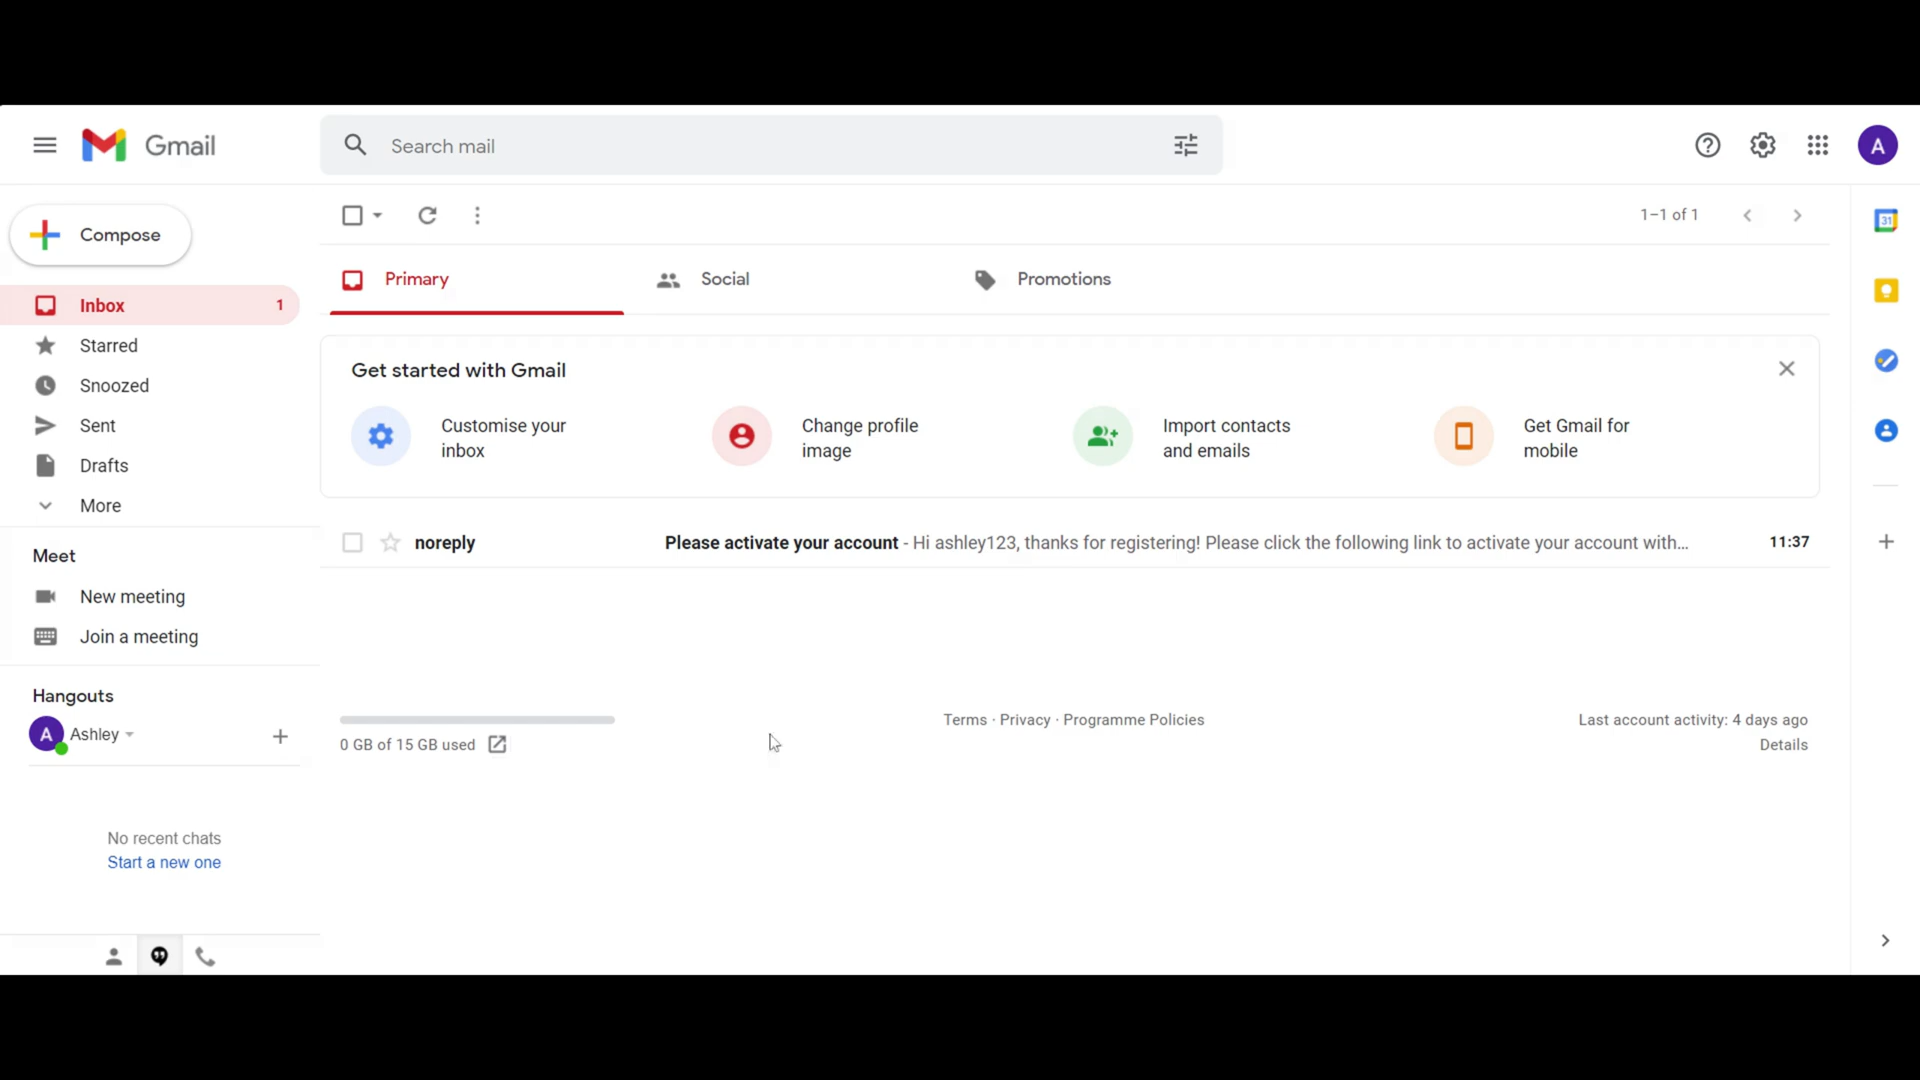 Gmail
Search mail
Compose
1–1 of 1
Primary
Social
Promotions
Inbox 1
Starred
Snoozed
Sent
Drafts
More
Get started with Gmail
Customise your
inbox
Change profile
image
Import contacts
and emails
Get Gmail for
mobile
noreply Please activate your account - Hi ashley123, thanks for registering! Please click the following link to activate your account with... 11:37
Meet
New meeting
Join a meeting
Hangouts
A Ashley
No recent chats
Start a new one
0 GB of 15 GB used
Terms · Privacy · Programme Policies
Last account activity: 4 days ago
Details
A
31